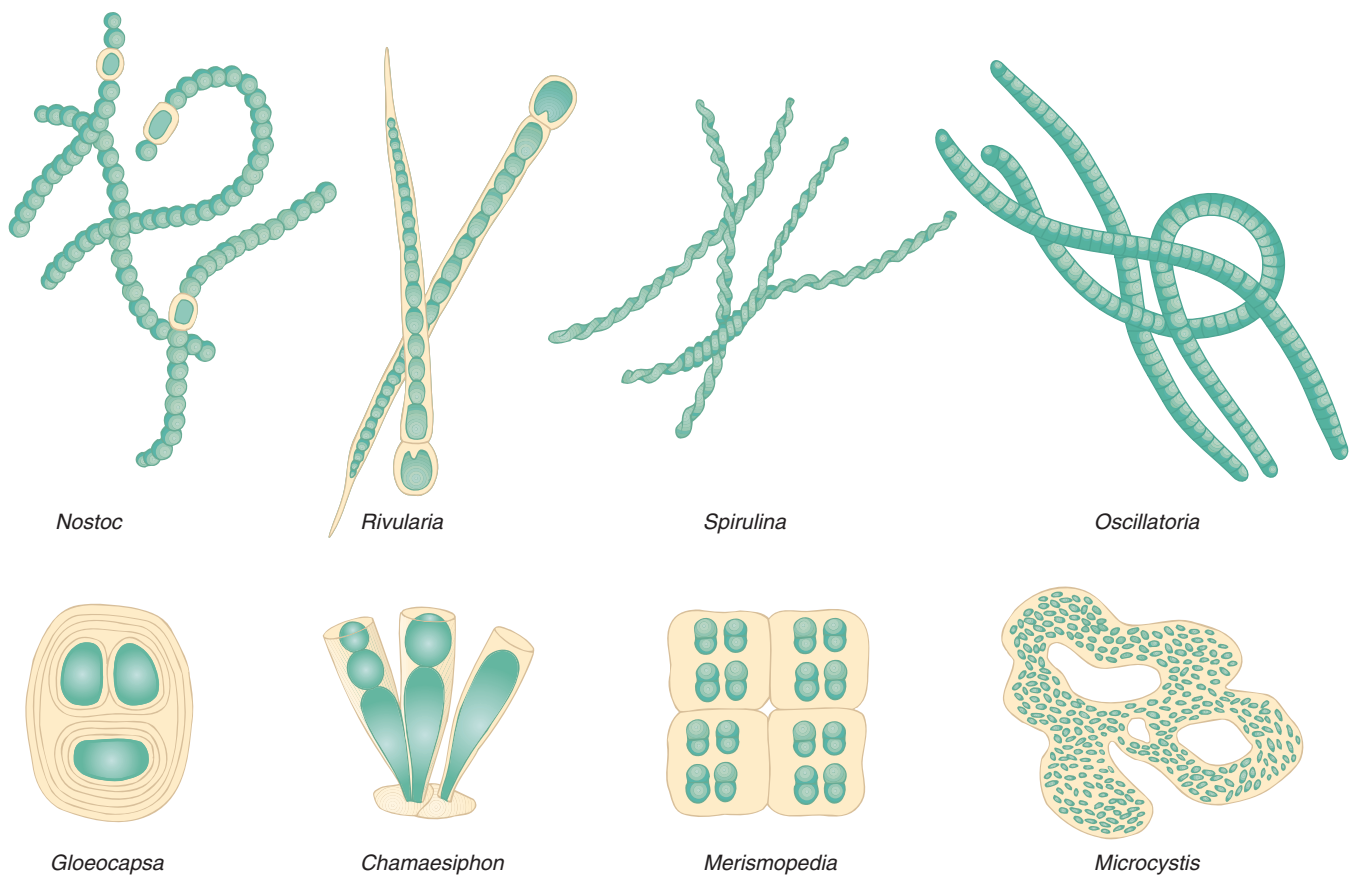 Nostoc
Rivularia
Spirulina
Oscillatoria
Gloeocapsa
Chamaesiphon
Merismopedia
Microcystis